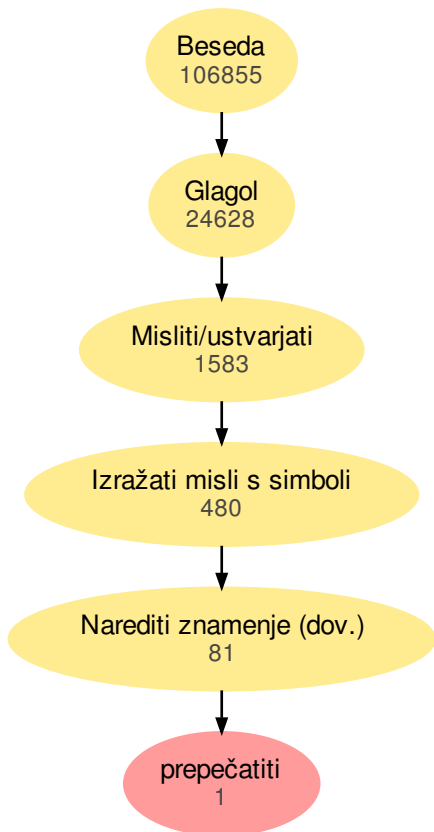 Beseda
106855
Glagol
24628
Misliti/ustvarjati
1583
Izražati misli s simboli
480
Narediti znamenje (dov.)
81
prepečatiti
1